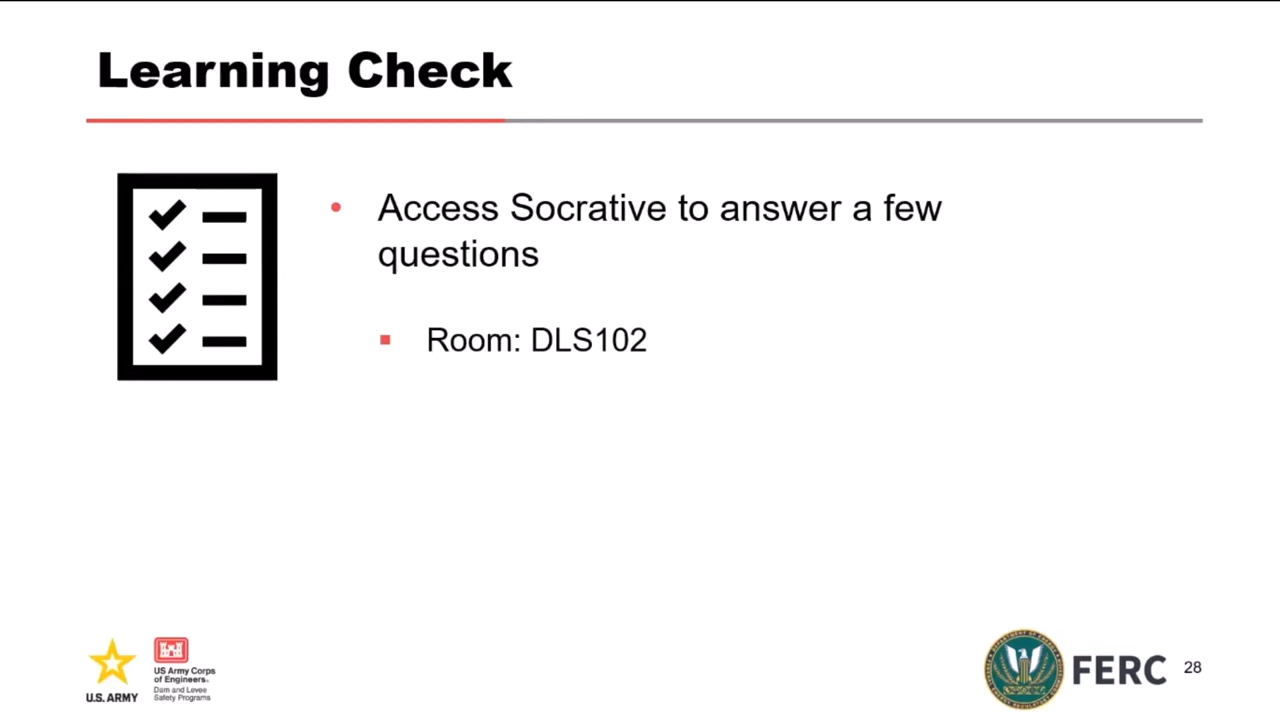 Learning Check
• Access Socrative to answer a few
questions
▪ Room: DLS102
U.S. ARMY
US Army Corps
of Engineers.
Dam and Levee
Safety Programs
FERC
28